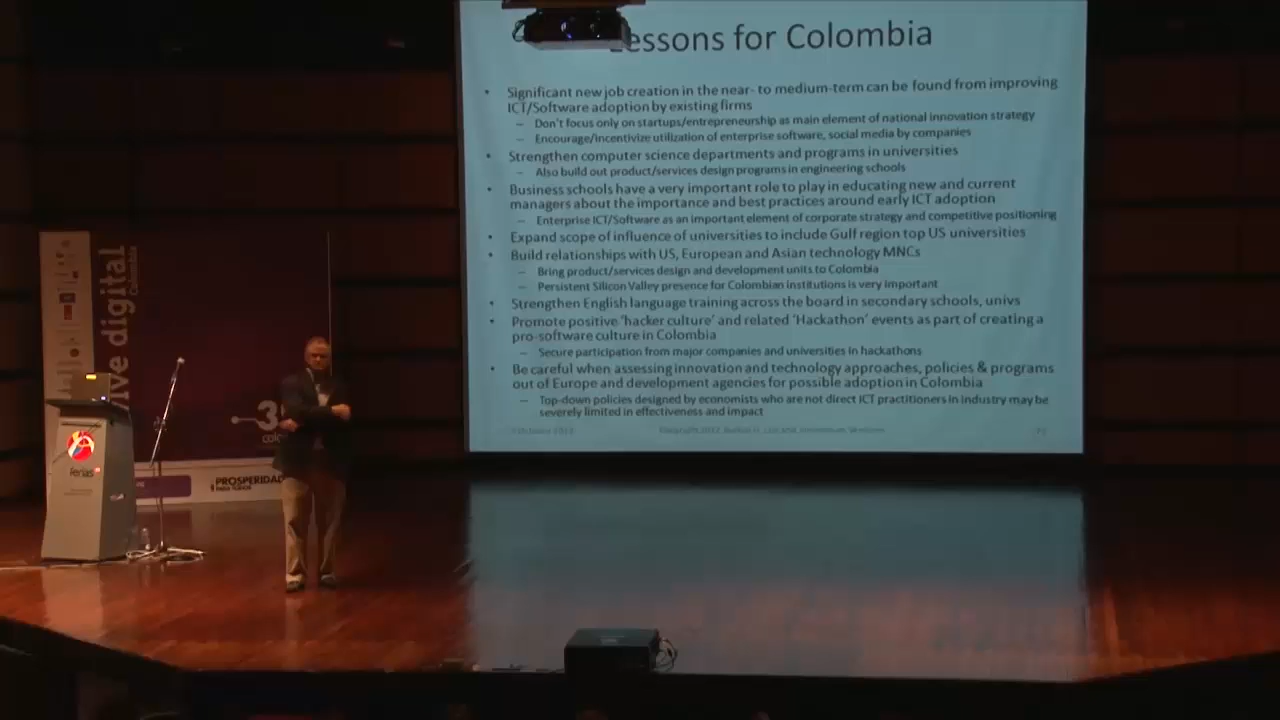 Lessons for Colombia
• Significant new job creation in the near- to medium-term can be found from improving
ICT/Software adoption by existing firms
– Don't focus only on startups/entrepreneurship as main element of national innovation strategy
– Encourage/incentivize utilization of enterprise software, social media by companies
• Strengthen computer science departments and programs in universities
– Also build out product/services design programs in engineering schools
• Business schools have a very important role to play in educating new and current
managers about the importance and best practices around early ICT adoption
– Enterprise ICT/Software as an important element of corporate strategy and competitive positioning
• Expand scope of influence of universities to include Gulf region top US universities
• Build relationships with US, European and Asian technology MNCs
– Bring product/services design and development units to Colombia
– Persistent Silicon Valley presence for Colombian institutions is very important
• Strengthen English language training across the board in secondary schools, univs
• Promote positive 'hacker culture' and related 'Hackathon' events as part of creating a
pro-software culture in Colombia
– Secure participation from major companies and universities in hackathons
• Be careful when assessing innovation and technology approaches, policies & programs
out of Europe and development agencies for possible adoption in Colombia
– Top-down policies designed by economists who are not direct ICT practitioners in industry may be
severely limited in effectiveness and impact
ive digital
Colombia
ferias
PROSPERIDAD
PARA TODOS